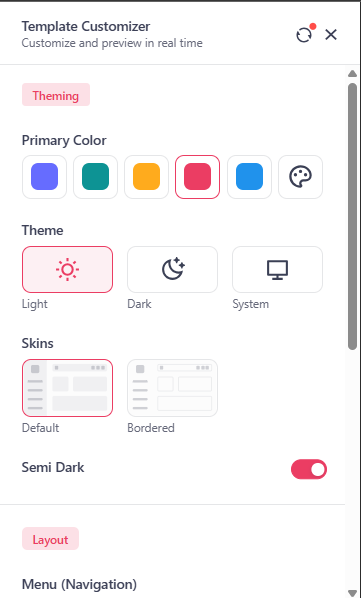 Template Customizer
Customize and preview in real time
Theming
Primary Color
Theme
Light
Dark
System
Skins
Default
Bordered
Semi Dark
Layout
Menu (Navigation)